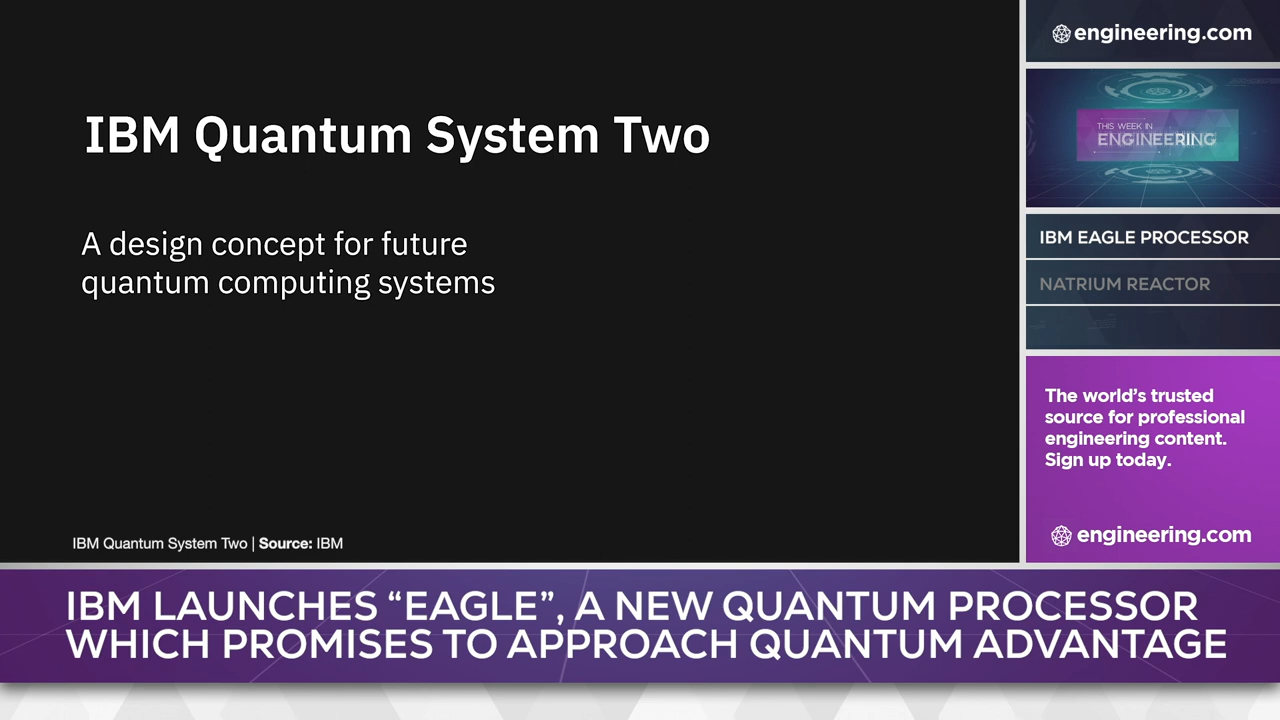 IBM Quantum System Two
A design concept for future
quantum computing systems
IBM Quantum System Two | Source: IBM
engineering.com
THIS WEEK IN
ENGINEERING
IBM EAGLE PROCESSOR
NATRIUM REACTOR
The world’s trusted
source for professional
engineering content.
Sign up today.
engineering.com
IBM LAUNCHES “EAGLE”, A NEW QUANTUM PROCESSOR
WHICH PROMISES TO APPROACH QUANTUM ADVANTAGE